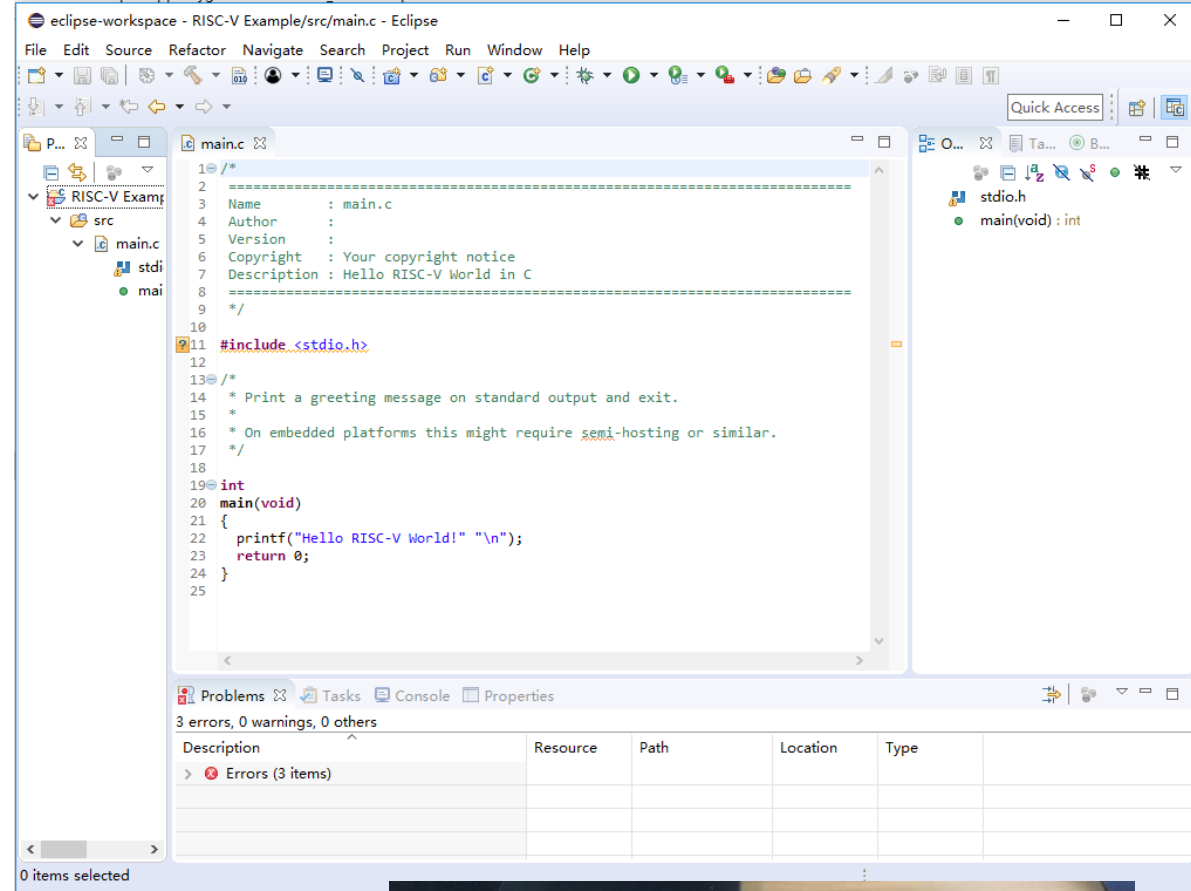 eclipse-workspace - RISC-V Example/src/main.c - Eclipse
File Edit Source Refactor Navigate Search Project Run Window Help
Quick Access
P...
main.c
O...
Ta...
B...
RISC-V Examp
src
main.c
stdi
mai
1 /*
2 ============================================================================
3 Name        : main.c
4 Author      :
5 Version     :
6 Copyright   : Your copyright notice
7 Description : Hello RISC-V World in C
8 ============================================================================
9 */
10
11 #include <stdio.h>
12
13 /*
14 * Print a greeting message on standard output and exit.
15 *
16 * On embedded platforms this might require semi-hosting or similar.
17 */
18
19 int
20 main(void)
21 {
22   printf("Hello RISC-V World!" "\n");
23   return 0;
24 }
25
stdio.h
main(void) : int
Problems Tasks Console Properties
3 errors, 0 warnings, 0 others
Description Resource Path Location Type
Errors (3 items)
0 items selected